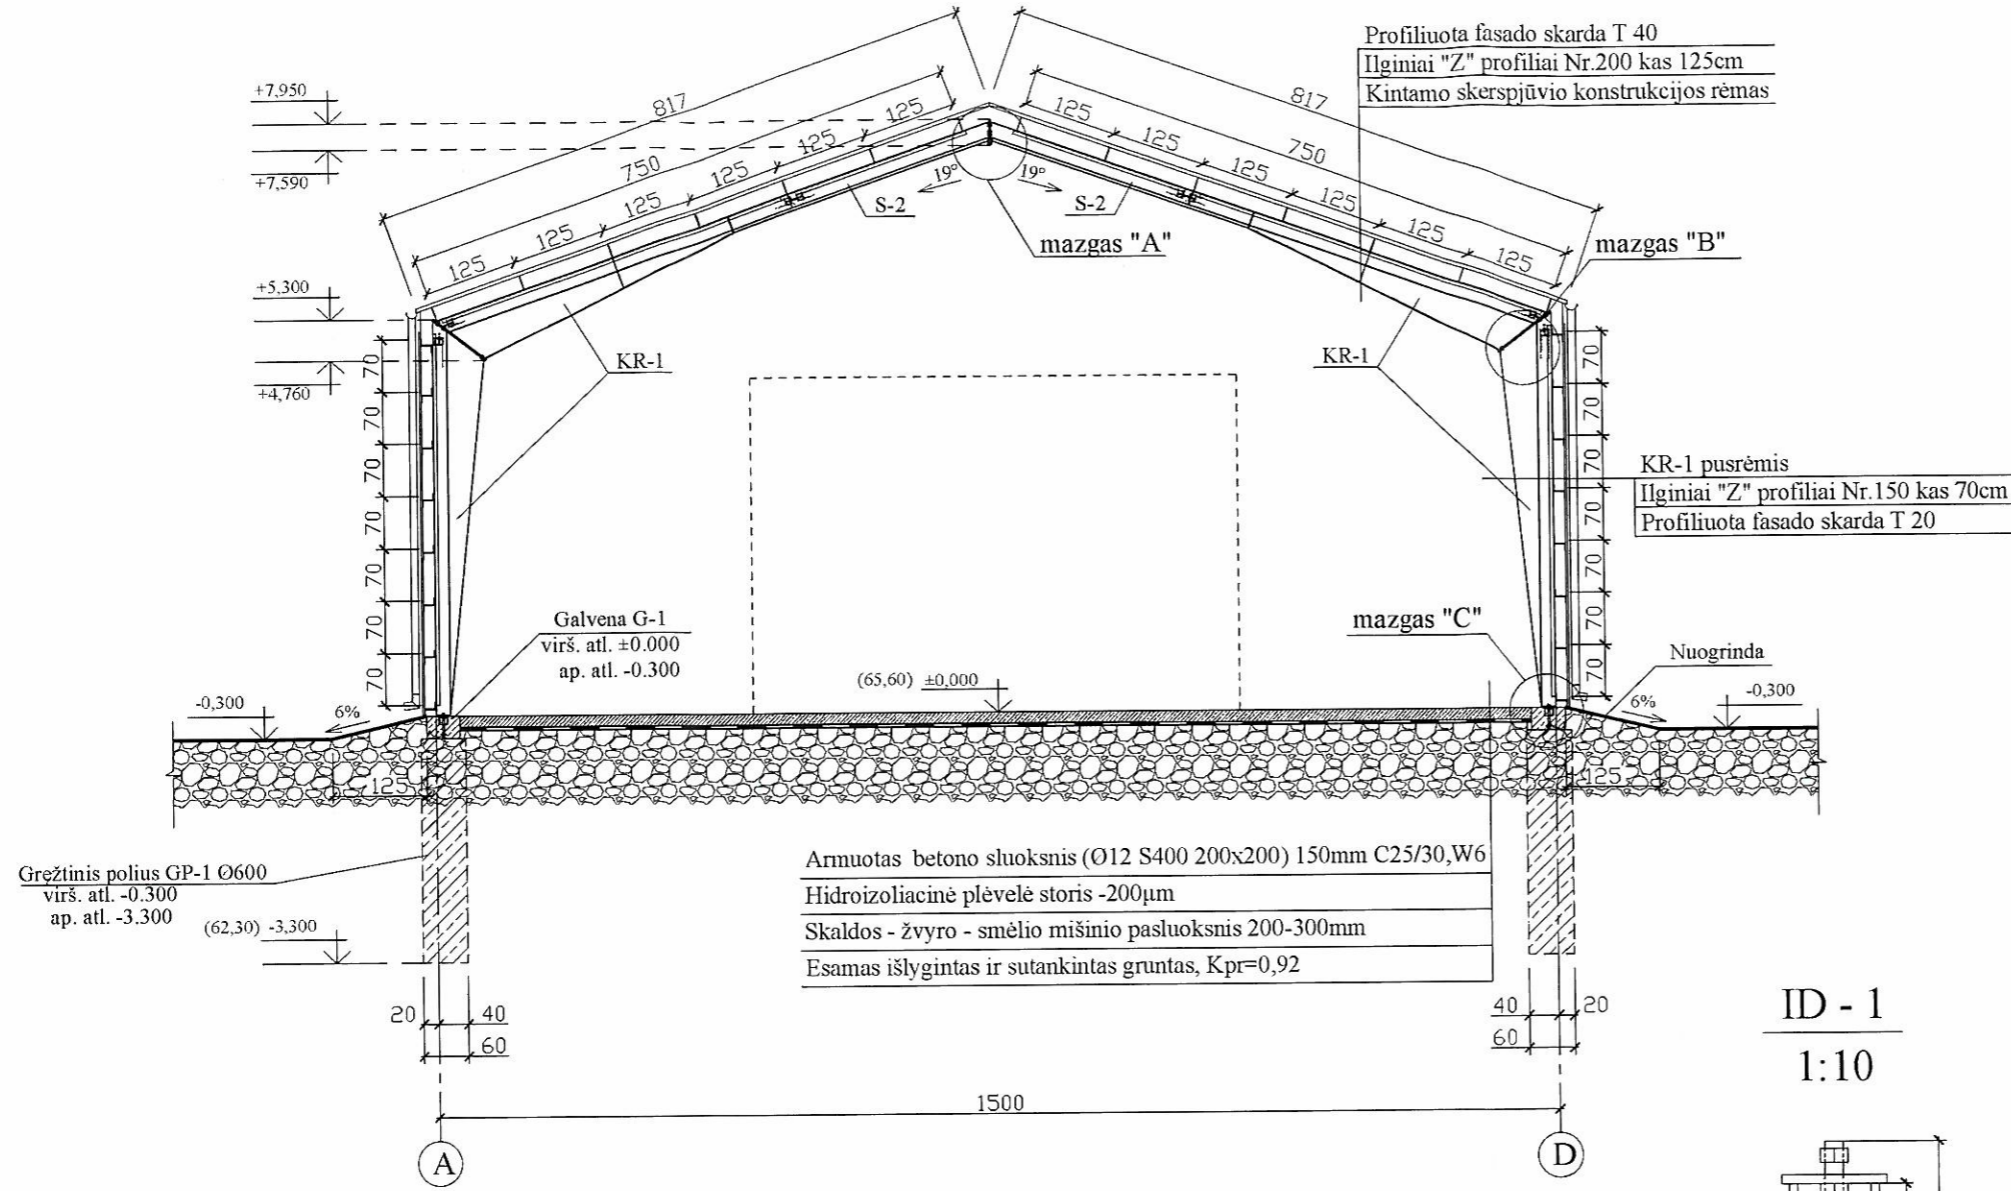 Profiliuota fasado skarda T 40
Ilginiai "Z" profiliai Nr.200 kas 125cm
Kintamo skerspjūvio konstrukcijos rėmas
+7,950
+7,590
817
750
125
125
125
125
125
125
817
750
125
125
125
125
125
125
19°
19°
S-2
S-2
mazgas "A"
mazgas "B"
+5,300
+4,760
KR-1
KR-1
70
70
70
70
70
70
70
70
70
70
70
70
70
70
KR-1 pusrėmis
Ilginiai "Z" profiliai Nr.150 kas 70cm
Profiliuota fasado skarda T 20
Galvena G-1
virš. atl. ±0.000
ap. atl. -0.300
mazgas "C"
Nuogrinda
(65,60) ±0,000
-0,300
6%
6%
-0,300
125
125
Gręžtinis polius GP-1 Ø600
virš. atl. -0.300
ap. atl. -3.300
(62,30) -3,300
Armuotas betono sluoksnis (Ø12 S400 200x200) 150mm C25/30,W6
Hidroizoliacinė plėvelė storis -200µm
Skaldos - žvyro - smėlio mišinio pasluoksnis 200-300mm
Esamas išlygintas ir sutankintas gruntas, Kpr=0,92
20
40
60
40
20
60
1500
A
D
ID - 1
1:10